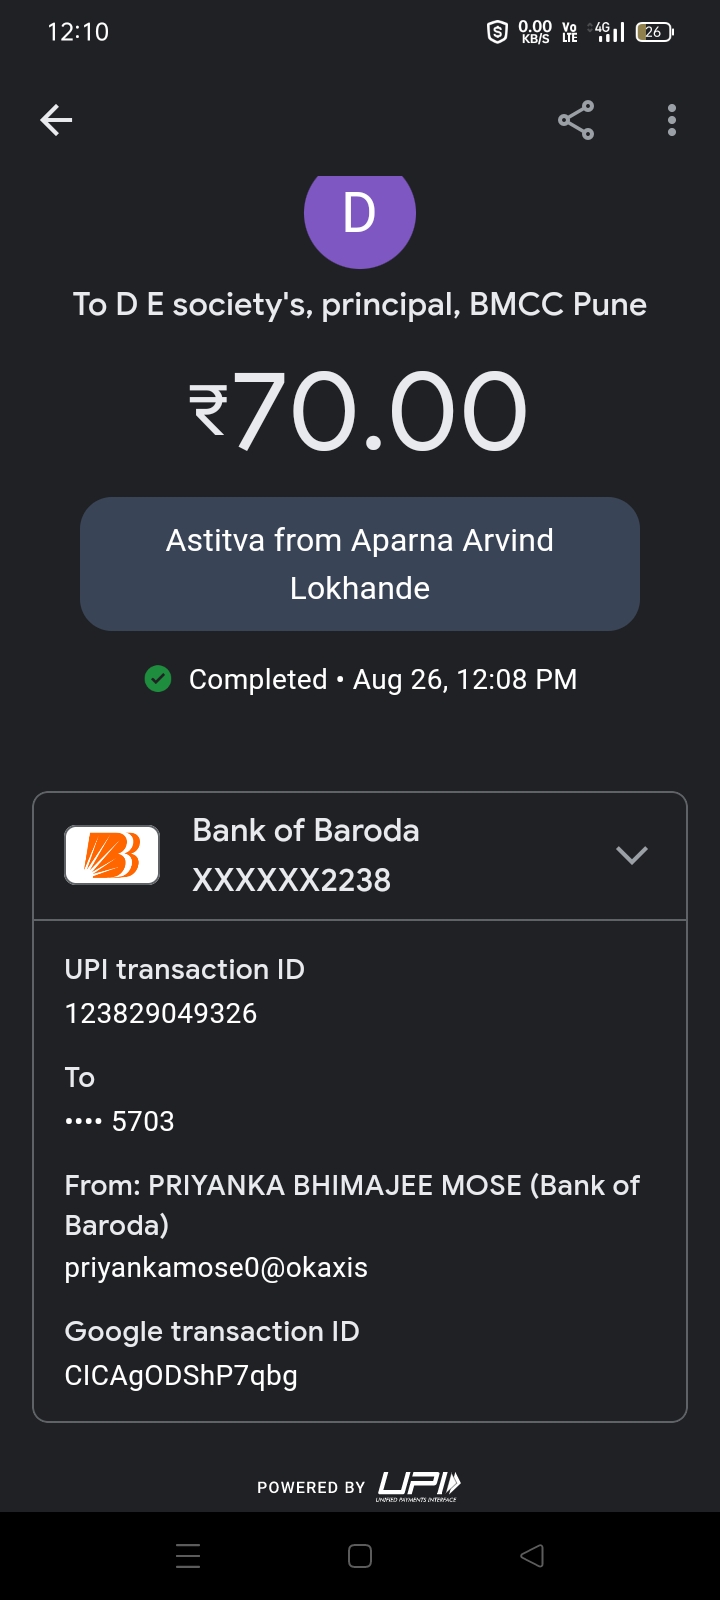 12:10
0.00 KB/S Vo LTE 4G 26
D
To D E society's, principal, BMCC Pune
₹70.00
Astitva from Aparna Arvind
Lokhande
Completed • Aug 26, 12:08 PM
Bank of Baroda
XXXXXX2238
UPI transaction ID
123829049326
To
•••• 5703
From: PRIYANKA BHIMAJEE MOSE (Bank of
Baroda)
priyankamose0@okaxis
Google transaction ID
CICAgODShP7qbg
POWERED BY UPI
UNIFIED PAYMENTS INTERFACE